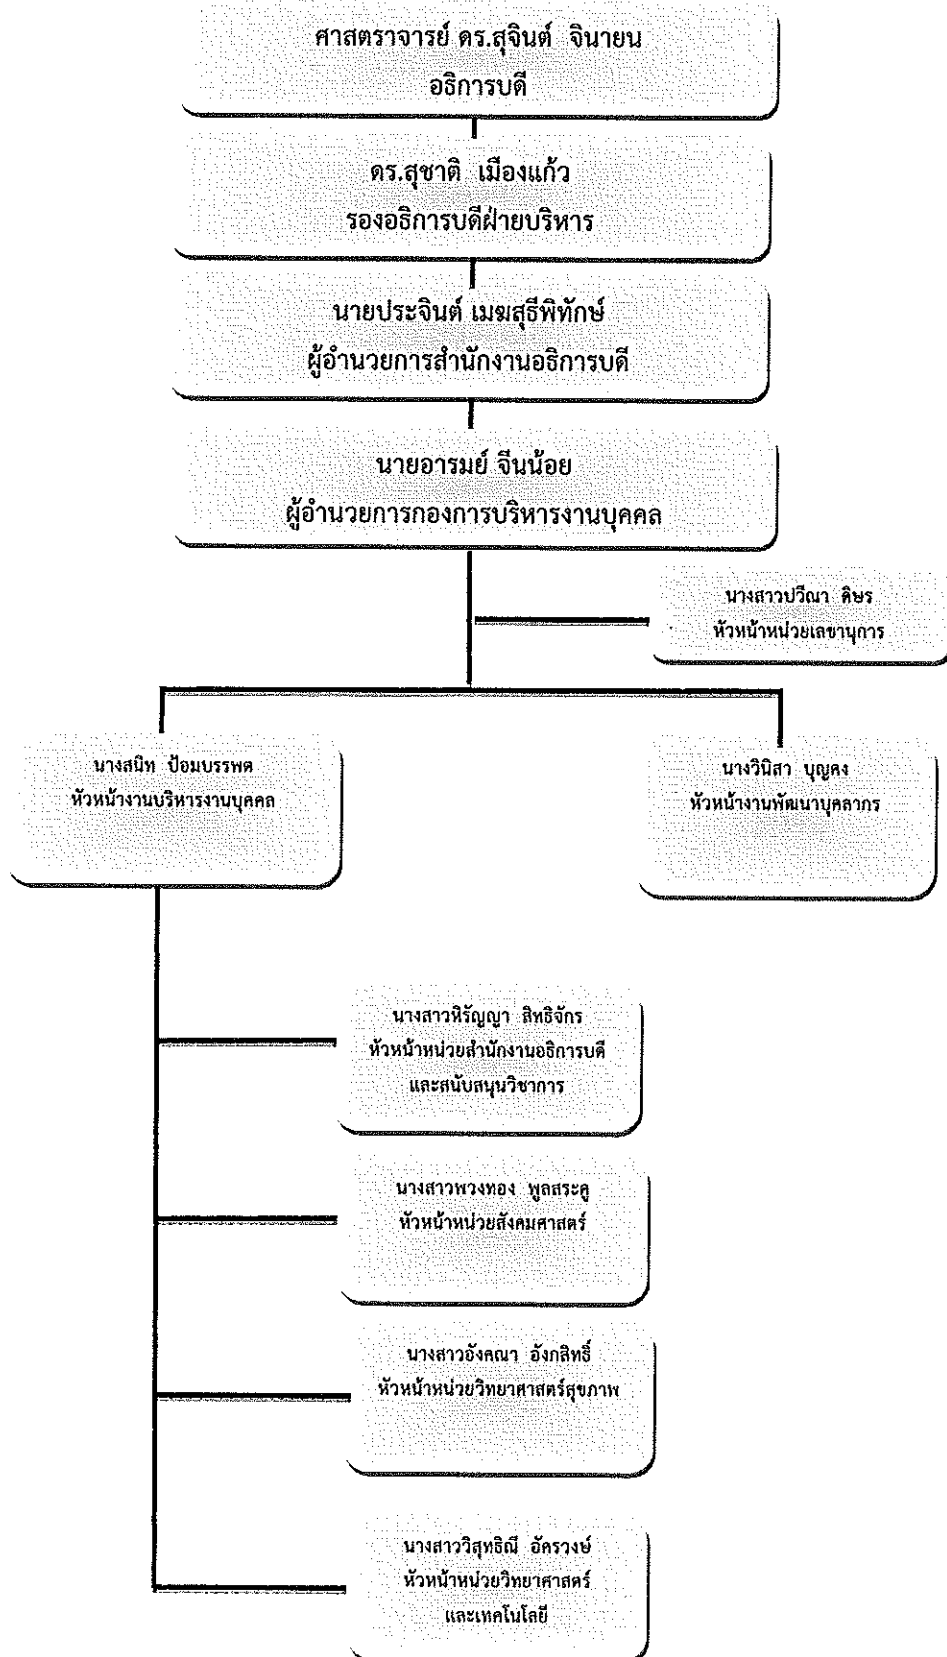 ศาสตราจารย์ ดร.สุจินต์ จินายน
อธิการบดี
ดร.สุชาติ เมืองแก้ว
รองอธิการบดีฝ่ายบริหาร
นายประจินต์ เมฆสุธีพิทักษ์
ผู้อำนวยการสำนักงานอธิการบดี
นายอารมย์ จีนน้อย
ผู้อำนวยการกองการบริหารงานบุคคล
นางสาวปวีณา ดิษร
หัวหน้าหน่วยเลขานุการ
นางสนิท ป้อมบรรพต
หัวหน้างานบริหารงานบุคคล
นางวินิสา บุญคง
หัวหน้างานพัฒนาบุคลากร
นางสาวหิรัญญา สิทธิจักร
หัวหน้าหน่วยสำนักงานอธิการบดี
และสนับสนุนวิชาการ
นางสาวพวงทอง พูลสระคู
หัวหน้าหน่วยสังคมศาสตร์
นางสาวอังคณา อังกสิทธิ์
หัวหน้าหน่วยวิทยาศาสตร์สุขภาพ
นางสาววิสุทธิณี อัครวงษ์
หัวหน้าหน่วยวิทยาศาสตร์
และเทคโนโลยี